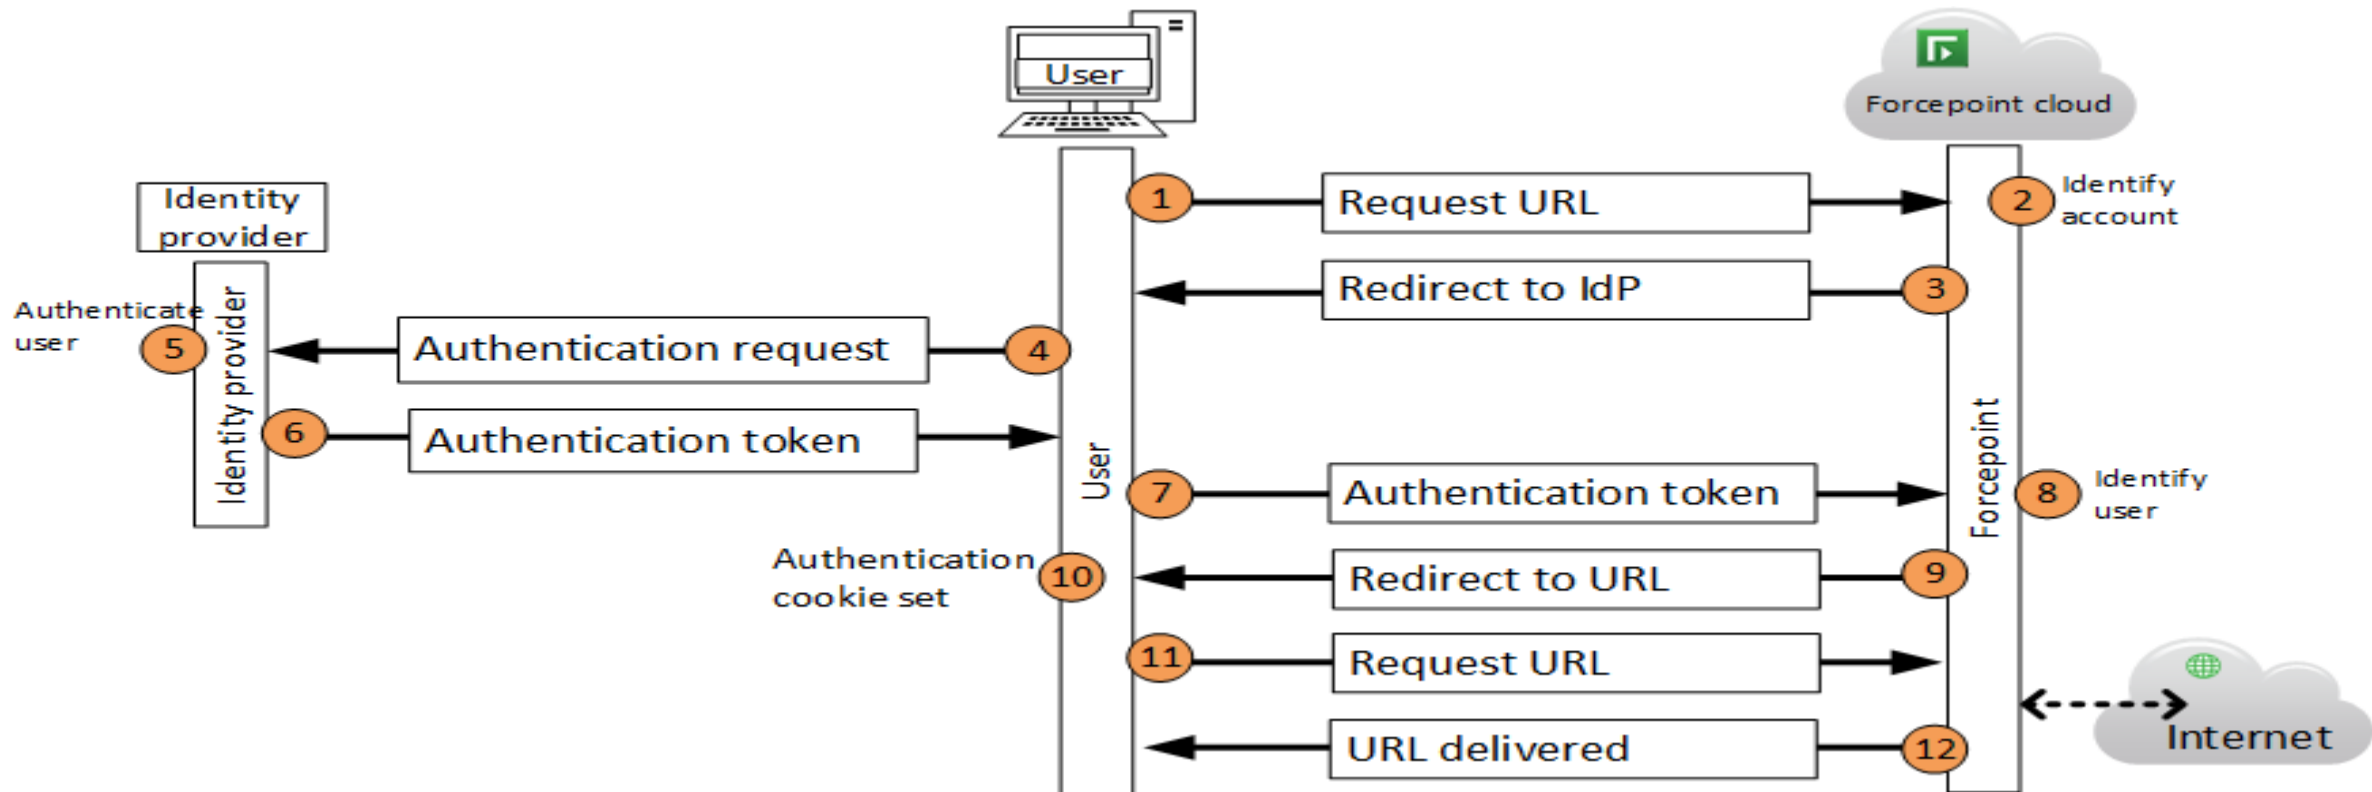 User
Forcepoint cloud
Identity
provider
1
Request URL
2
Identify
account
Redirect to IdP
3
Authenticate
user
5
Identity provider
Authentication request
4
6
Authentication token
User
7
Authentication token
Forcepoint
8
Identify
user
Authentication
cookie set
10
Redirect to URL
9
11
Request URL
URL delivered
12
Internet